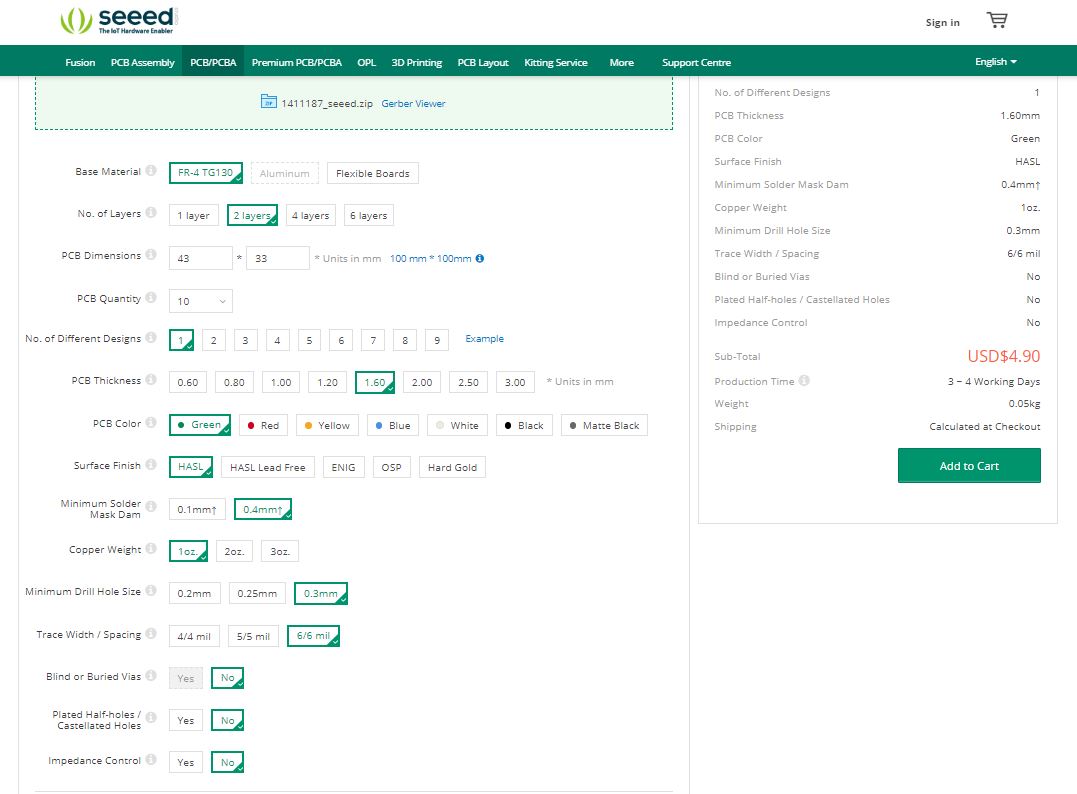 seeed
The IoT Hardware Enabler
Sign in
Fusion PCB Assembly PCB/PCBA Premium PCB/PCBA OPL 3D Printing PCB Layout Kitting Service More Support Centre English
1411187_seeed.zip Gerber Viewer
Base Material FR-4 TG130 Aluminum Flexible Boards
No. of Layers 1 layer 2 layers 4 layers 6 layers
PCB Dimensions 43 * 33 * Units in mm 100 mm * 100mm
PCB Quantity 10
No. of Different Designs 1 2 3 4 5 6 7 8 9 Example
PCB Thickness 0.60 0.80 1.00 1.20 1.60 2.00 2.50 3.00 * Units in mm
PCB Color Green Red Yellow Blue White Black Matte Black
Surface Finish HASL HASL Lead Free ENIG OSP Hard Gold
Minimum Solder
Mask Dam 0.1mm↑ 0.4mm↑
Copper Weight 1oz. 2oz. 3oz.
Minimum Drill Hole Size 0.2mm 0.25mm 0.3mm
Trace Width / Spacing 4/4 mil 5/5 mil 6/6 mil
Blind or Buried Vias Yes No
Plated Half-holes /
Castellated Holes Yes No
Impedance Control Yes No
No. of Different Designs 1
PCB Thickness 1.60mm
PCB Color Green
Surface Finish HASL
Minimum Solder Mask Dam 0.4mm↑
Copper Weight 1oz.
Minimum Drill Hole Size 0.3mm
Trace Width / Spacing 6/6 mil
Blind or Buried Vias No
Plated Half-holes / Castellated Holes No
Impedance Control No
Sub-Total USD$4.90
Production Time 3 – 4 Working Days
Weight 0.05kg
Shipping Calculated at Checkout
Add to Cart